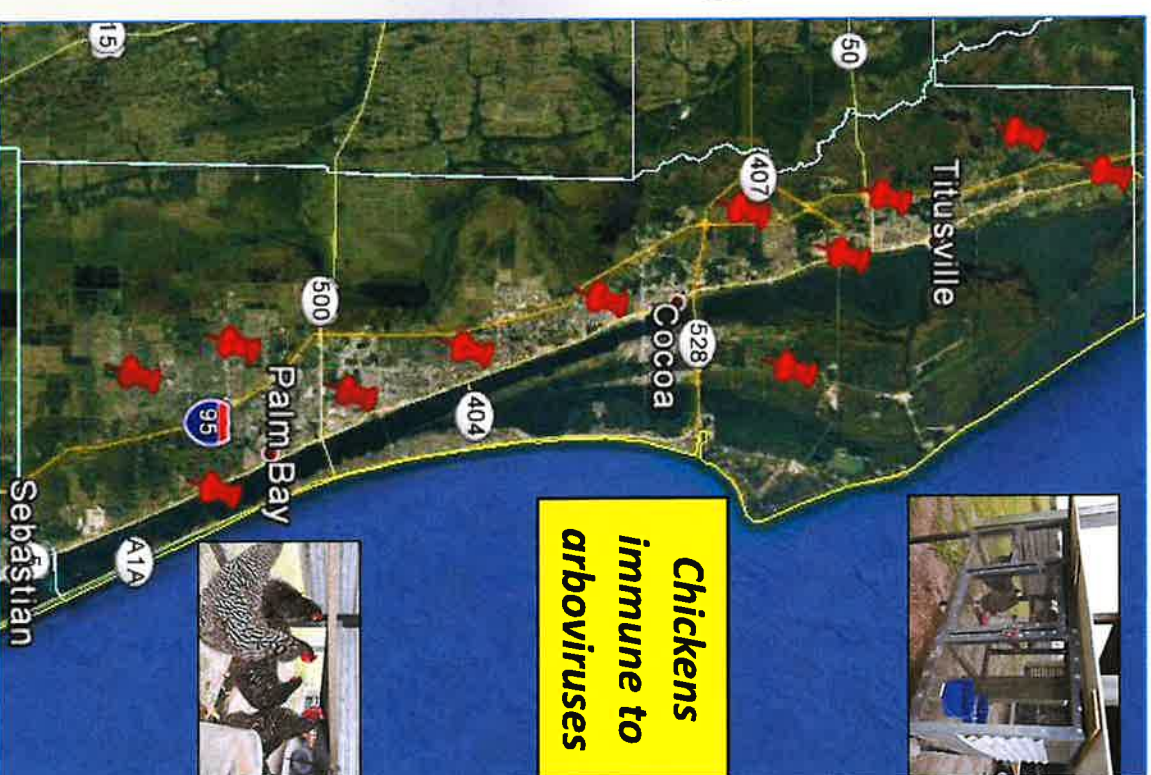 Titusville
50
407
15
528
Cocoa
Chickens
immune to
arboviruses
404
500
Palm Bay
95
A1A
Sebastian